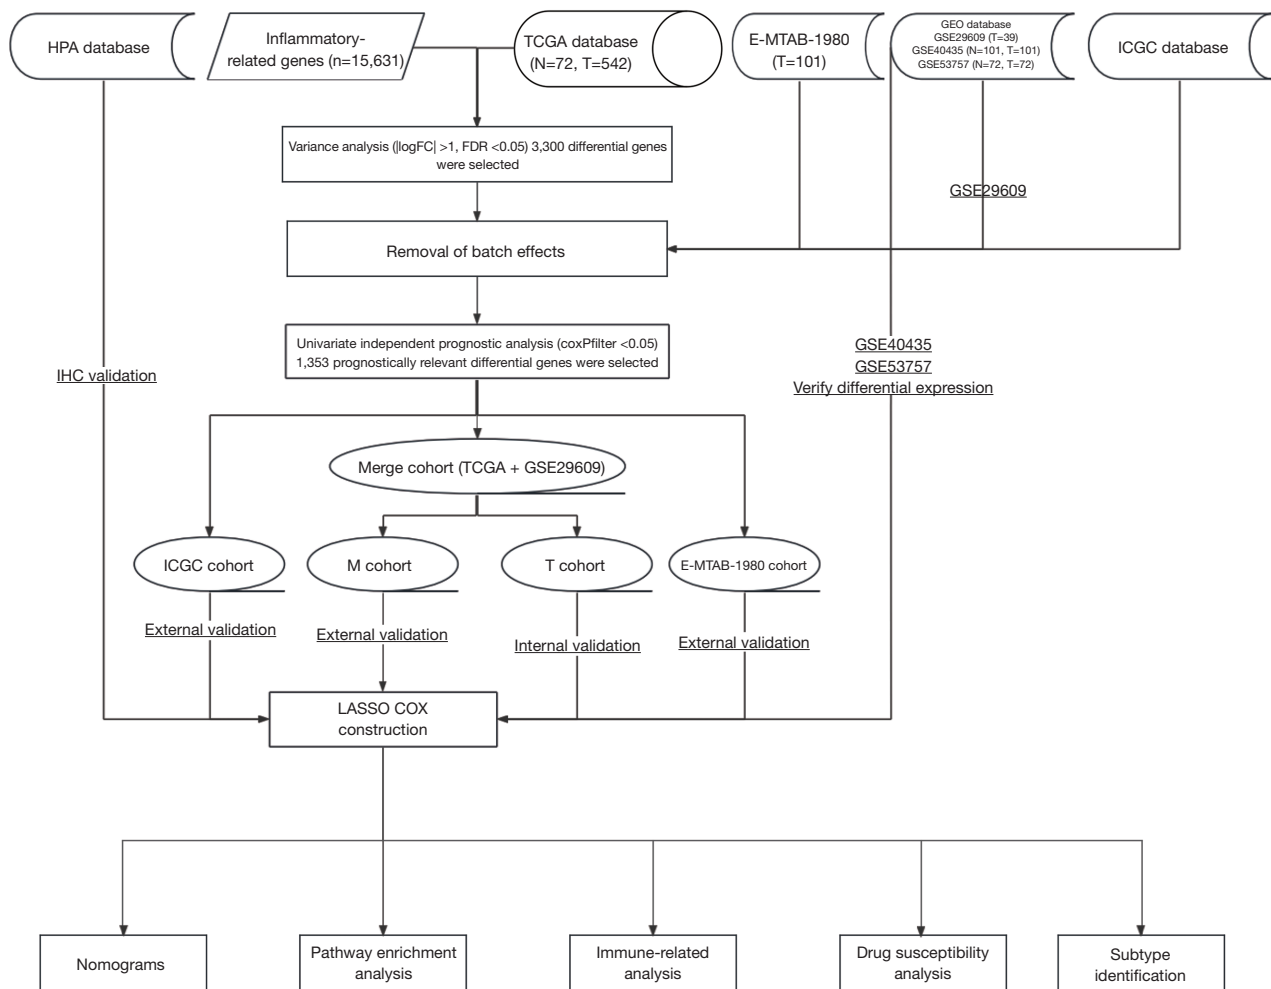 HPA database
Inflammatory-
related genes (n=15,631)
TCGA database
(N=72, T=542)
E-MTAB-1980
(T=101)
GEO database
GSE29609 (T=39)
GSE40435 (N=101, T=101)
GSE53757 (N=72, T=72)
ICGC database
Variance analysis (|logFC| >1, FDR <0.05) 3,300 differential genes
were selected
GSE29609
Removal of batch effects
Univariate independent prognostic analysis (coxPfilter <0.05)
1,353 prognostically relevant differential genes were selected
GSE40435
GSE53757
Verify differential expression
IHC validation
Merge cohort (TCGA + GSE29609)
ICGC cohort
M cohort
T cohort
E-MTAB-1980 cohort
External validation
External validation
Internal validation
External validation
LASSO COX
construction
Nomograms
Pathway enrichment
analysis
Immune-related
analysis
Drug susceptibility
analysis
Subtype
identification